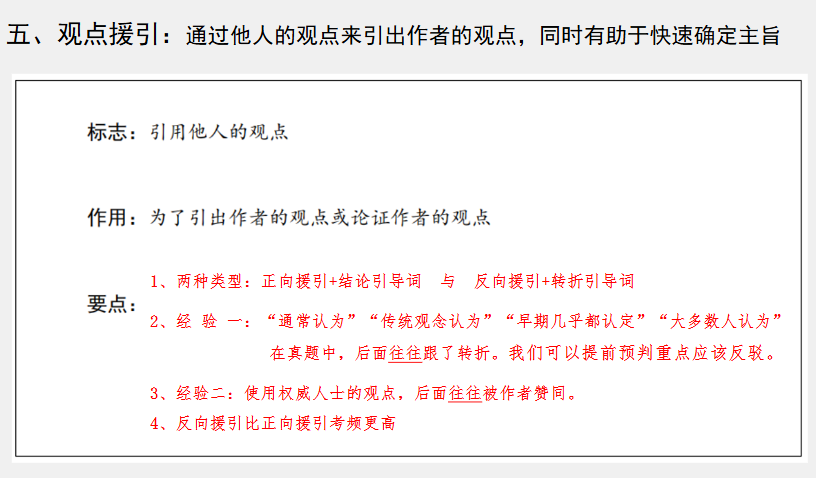 五、观点援引：通过他人的观点来引出作者的观点，同时有助于快速确定主旨
标志：引用他人的观点
作用：为了引出作者的观点或论证作者的观点
要点：
1、两种类型：正向援引+结论引导词 与 反向援引+转折引导词
2、经 验 一：“通常认为”“传统观念认为”“早期几乎都认定”“大多数人认为”
在真题中，后面往往跟了转折。我们可以提前预判重点应该反驳。
3、经验二：使用权威人士的观点，后面往往被作者赞同。
4、反向援引比正向援引考频更高